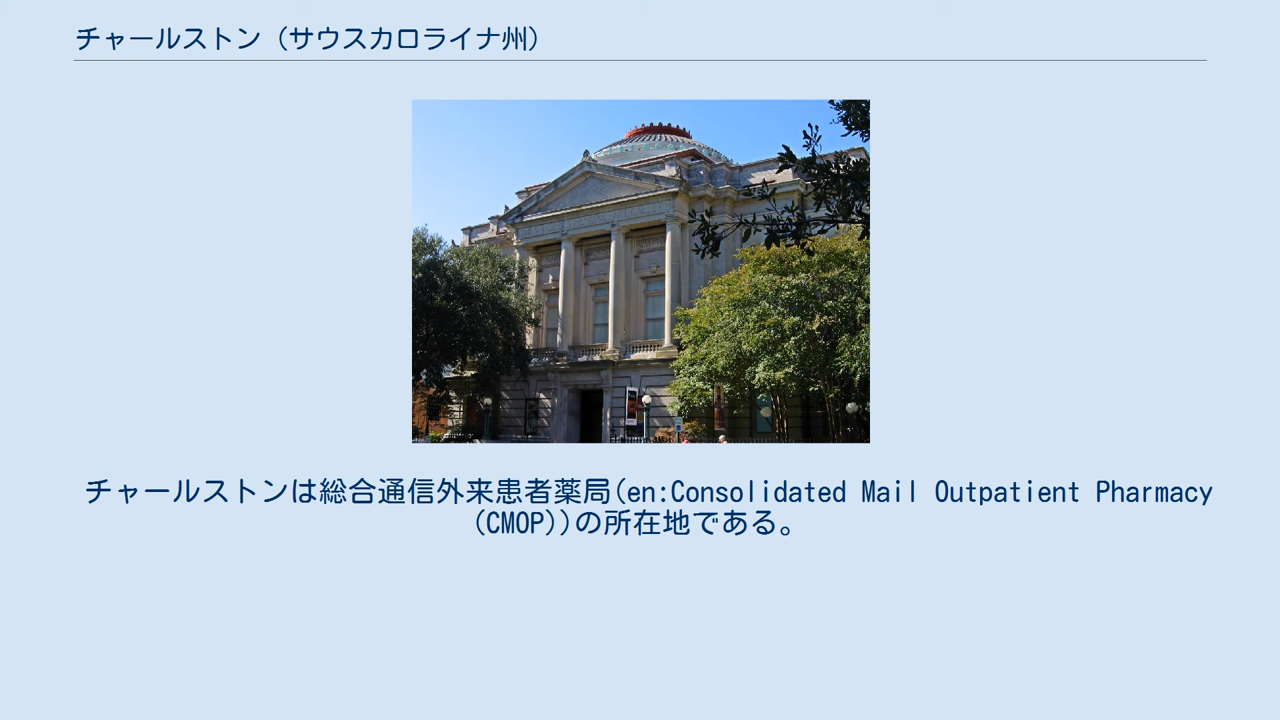 チャールストン (サウスカロライナ州)
チャールストンは総合通信外来患者薬局(en:Consolidated Mail Outpatient Pharmacy
(CMOP))の所在地である。